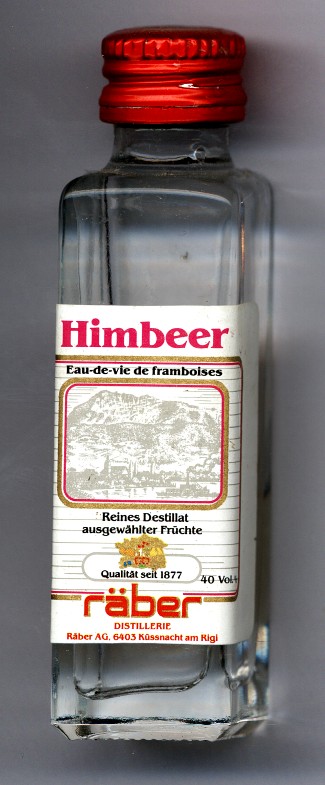 Himbeer
Eau-de-vie de framboises
Reines Destillat
ausgewählter Früchte
Qualität seit 1877
40 Vol.
räber
DISTILLERIE
Räber AG, 6403 Küssnacht am Rigi